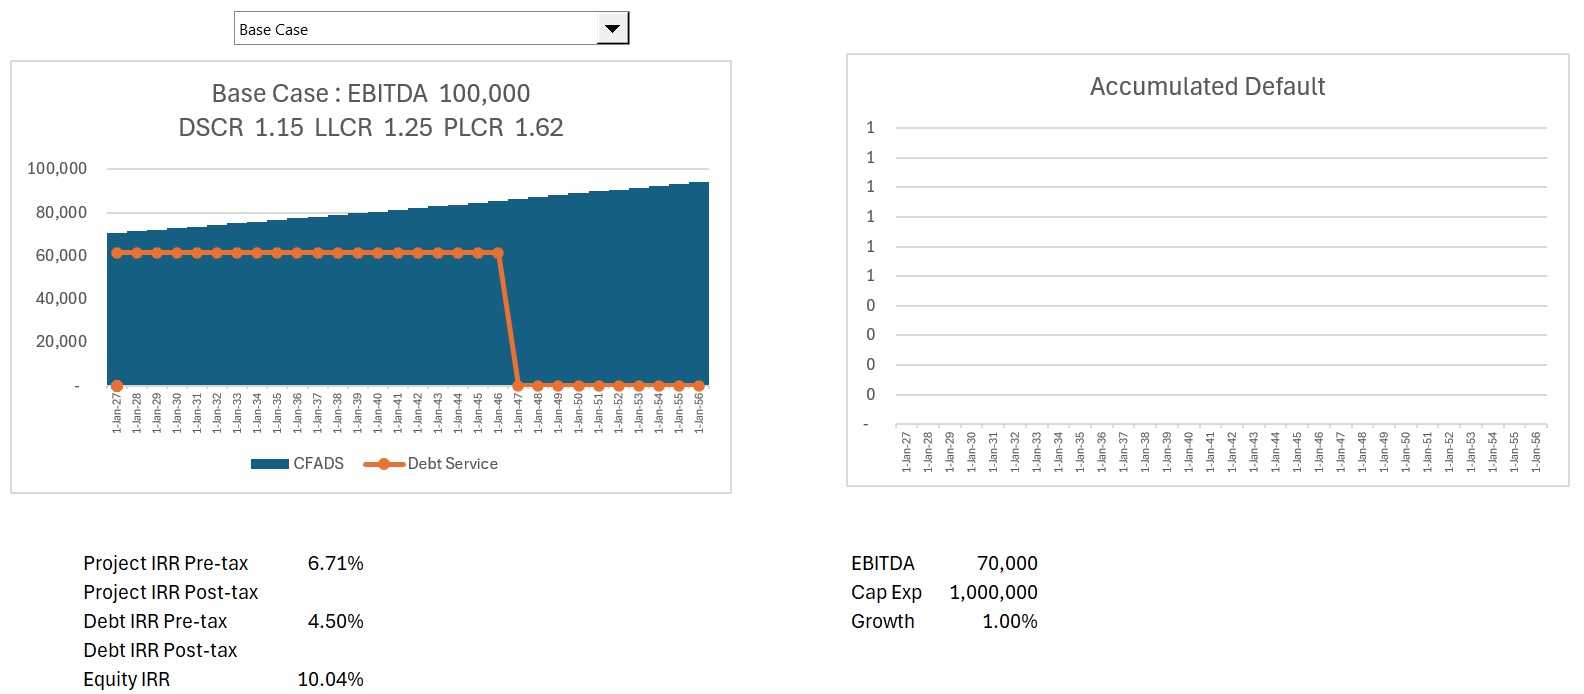 Base Case
Base Case : EBITDA 100,000
DSCR 1.15 LLCR 1.25 PLCR 1.62
100,000
80,000
60,000
40,000
20,000
-
1-Jan-27
1-Jan-28
1-Jan-29
1-Jan-30
1-Jan-31
1-Jan-32
1-Jan-33
1-Jan-34
1-Jan-35
1-Jan-36
1-Jan-37
1-Jan-38
1-Jan-39
1-Jan-40
1-Jan-41
1-Jan-42
1-Jan-43
1-Jan-44
1-Jan-45
1-Jan-46
1-Jan-47
1-Jan-48
1-Jan-49
1-Jan-50
1-Jan-51
1-Jan-52
1-Jan-53
1-Jan-54
1-Jan-55
1-Jan-56
CFADS Debt Service
Accumulated Default
1
1
1
1
1
1
0
0
0
0
-
1-Jan-27
1-Jan-28
1-Jan-29
1-Jan-30
1-Jan-31
1-Jan-32
1-Jan-33
1-Jan-34
1-Jan-35
1-Jan-36
1-Jan-37
1-Jan-38
1-Jan-39
1-Jan-40
1-Jan-41
1-Jan-42
1-Jan-43
1-Jan-44
1-Jan-45
1-Jan-46
1-Jan-47
1-Jan-48
1-Jan-49
1-Jan-50
1-Jan-51
1-Jan-52
1-Jan-53
1-Jan-54
1-Jan-55
1-Jan-56
Project IRR Pre-tax 6.71%
Project IRR Post-tax
Debt IRR Pre-tax 4.50%
Debt IRR Post-tax
Equity IRR 10.04%
EBITDA 70,000
Cap Exp 1,000,000
Growth 1.00%